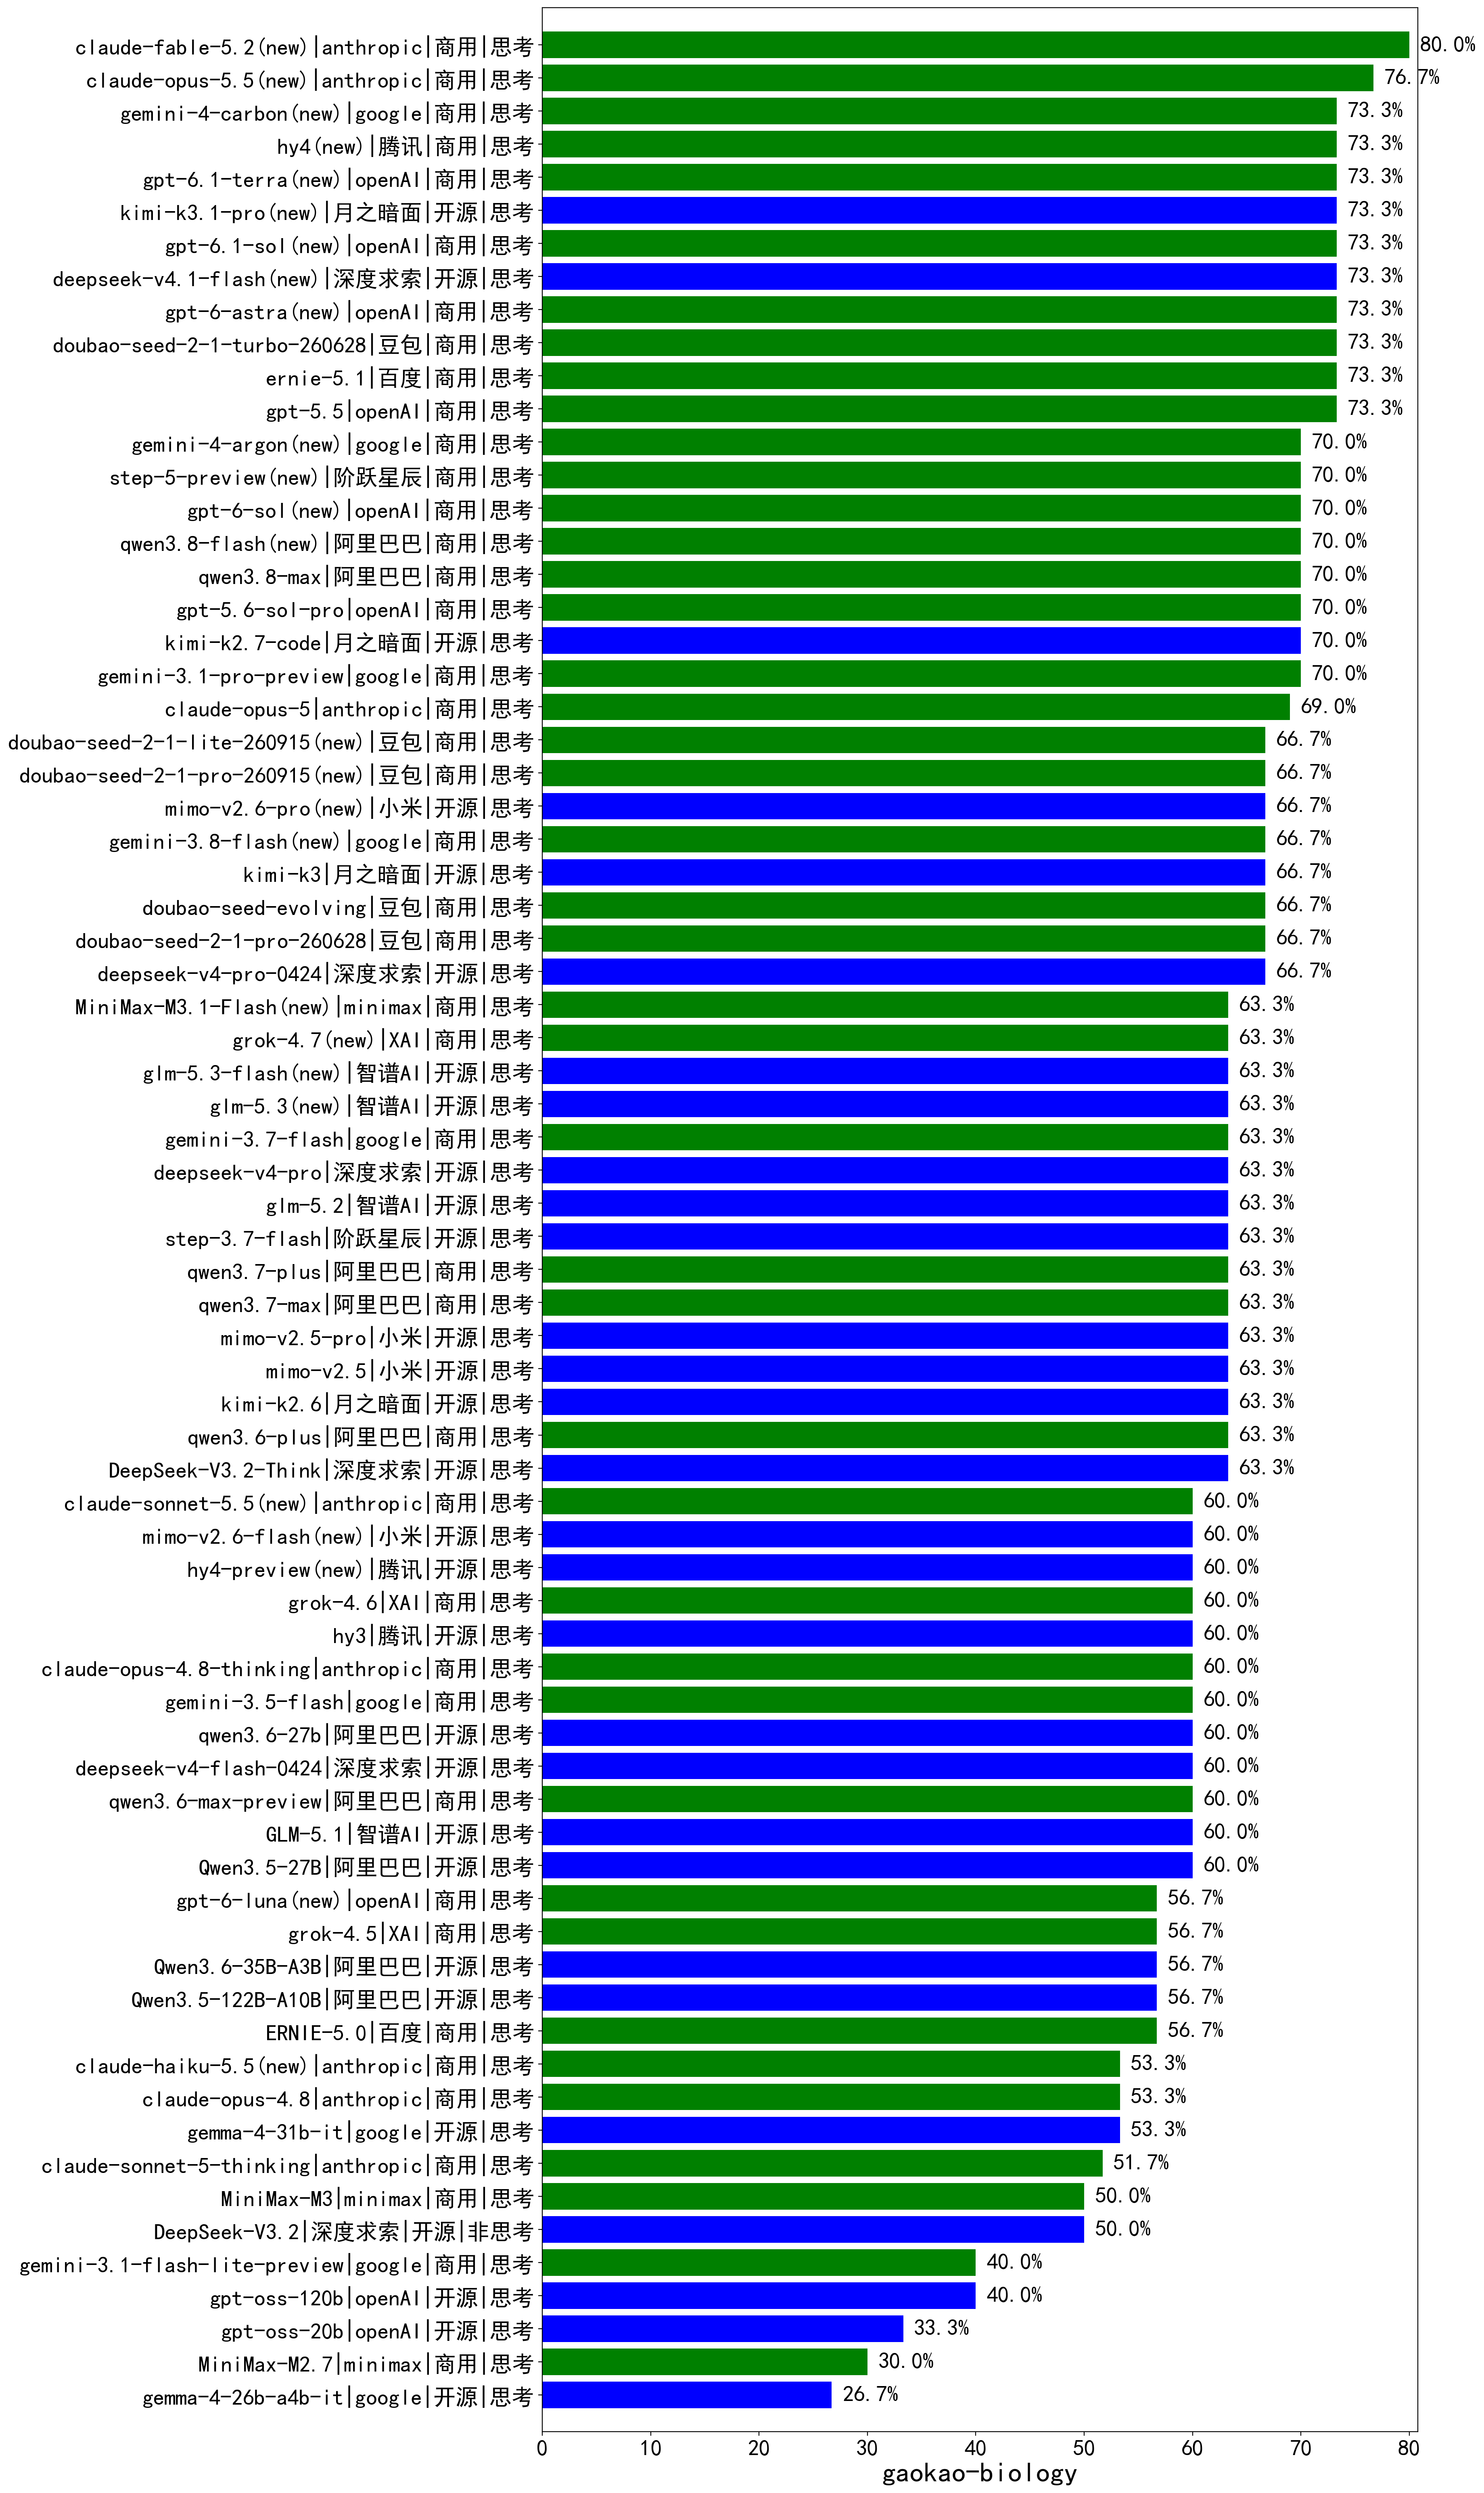 claude-fable-5.2(new)|anthropic|商用|思考 80.0%
claude-opus-5.5(new)|anthropic|商用|思考 76.7%
gemini-4-carbon(new)|google|商用|思考 73.3%
hy4(new)|腾讯|商用|思考 73.3%
gpt-6.1-terra(new)|openAI|商用|思考 73.3%
kimi-k3.1-pro(new)|月之暗面|开源|思考 73.3%
gpt-6.1-sol(new)|openAI|商用|思考 73.3%
deepseek-v4.1-flash(new)|深度求索|开源|思考 73.3%
gpt-6-astra(new)|openAI|商用|思考 73.3%
doubao-seed-2-1-turbo-260628|豆包|商用|思考 73.3%
ernie-5.1|百度|商用|思考 73.3%
gpt-5.5|openAI|商用|思考 73.3%
gemini-4-argon(new)|google|商用|思考 70.0%
step-5-preview(new)|阶跃星辰|商用|思考 70.0%
gpt-6-sol(new)|openAI|商用|思考 70.0%
qwen3.8-flash(new)|阿里巴巴|商用|思考 70.0%
qwen3.8-max|阿里巴巴|商用|思考 70.0%
gpt-5.6-sol-pro|openAI|商用|思考 70.0%
kimi-k2.7-code|月之暗面|开源|思考 70.0%
gemini-3.1-pro-preview|google|商用|思考 70.0%
claude-opus-5|anthropic|商用|思考 69.0%
doubao-seed-2-1-lite-260915(new)|豆包|商用|思考 66.7%
doubao-seed-2-1-pro-260915(new)|豆包|商用|思考 66.7%
mimo-v2.6-pro(new)|小米|开源|思考 66.7%
gemini-3.8-flash(new)|google|商用|思考 66.7%
kimi-k3|月之暗面|开源|思考 66.7%
doubao-seed-evolving|豆包|商用|思考 66.7%
doubao-seed-2-1-pro-260628|豆包|商用|思考 66.7%
deepseek-v4-pro-0424|深度求索|开源|思考 66.7%
MiniMax-M3.1-Flash(new)|minimax|商用|思考 63.3%
grok-4.7(new)|XAI|商用|思考 63.3%
glm-5.3-flash(new)|智谱AI|开源|思考 63.3%
glm-5.3(new)|智谱AI|开源|思考 63.3%
gemini-3.7-flash|google|商用|思考 63.3%
deepseek-v4-pro|深度求索|开源|思考 63.3%
glm-5.2|智谱AI|开源|思考 63.3%
step-3.7-flash|阶跃星辰|开源|思考 63.3%
qwen3.7-plus|阿里巴巴|商用|思考 63.3%
qwen3.7-max|阿里巴巴|商用|思考 63.3%
mimo-v2.5-pro|小米|开源|思考 63.3%
mimo-v2.5|小米|开源|思考 63.3%
kimi-k2.6|月之暗面|开源|思考 63.3%
qwen3.6-plus|阿里巴巴|商用|思考 63.3%
DeepSeek-V3.2-Think|深度求索|开源|思考 63.3%
claude-sonnet-5.5(new)|anthropic|商用|思考 60.0%
mimo-v2.6-flash(new)|小米|开源|思考 60.0%
hy4-preview(new)|腾讯|开源|思考 60.0%
grok-4.6|XAI|商用|思考 60.0%
hy3|腾讯|开源|思考 60.0%
claude-opus-4.8-thinking|anthropic|商用|思考 60.0%
gemini-3.5-flash|google|商用|思考 60.0%
qwen3.6-27b|阿里巴巴|开源|思考 60.0%
deepseek-v4-flash-0424|深度求索|开源|思考 60.0%
qwen3.6-max-preview|阿里巴巴|商用|思考 60.0%
GLM-5.1|智谱AI|开源|思考 60.0%
Qwen3.5-27B|阿里巴巴|开源|思考 60.0%
gpt-6-luna(new)|openAI|商用|思考 56.7%
grok-4.5|XAI|商用|思考 56.7%
Qwen3.6-35B-A3B|阿里巴巴|开源|思考 56.7%
Qwen3.5-122B-A10B|阿里巴巴|开源|思考 56.7%
ERNIE-5.0|百度|商用|思考 56.7%
claude-haiku-5.5(new)|anthropic|商用|思考 53.3%
claude-opus-4.8|anthropic|商用|思考 53.3%
gemma-4-31b-it|google|开源|思考 53.3%
claude-sonnet-5-thinking|anthropic|商用|思考 51.7%
MiniMax-M3|minimax|商用|思考 50.0%
DeepSeek-V3.2|深度求索|开源|非思考 50.0%
gemini-3.1-flash-lite-preview|google|商用|思考 40.0%
gpt-oss-120b|openAI|开源|思考 40.0%
gpt-oss-20b|openAI|开源|思考 33.3%
MiniMax-M2.7|minimax|商用|思考 30.0%
gemma-4-26b-a4b-it|google|开源|思考 26.7%
0 10 20 30 40 50 60 70 80
gaokao-biology